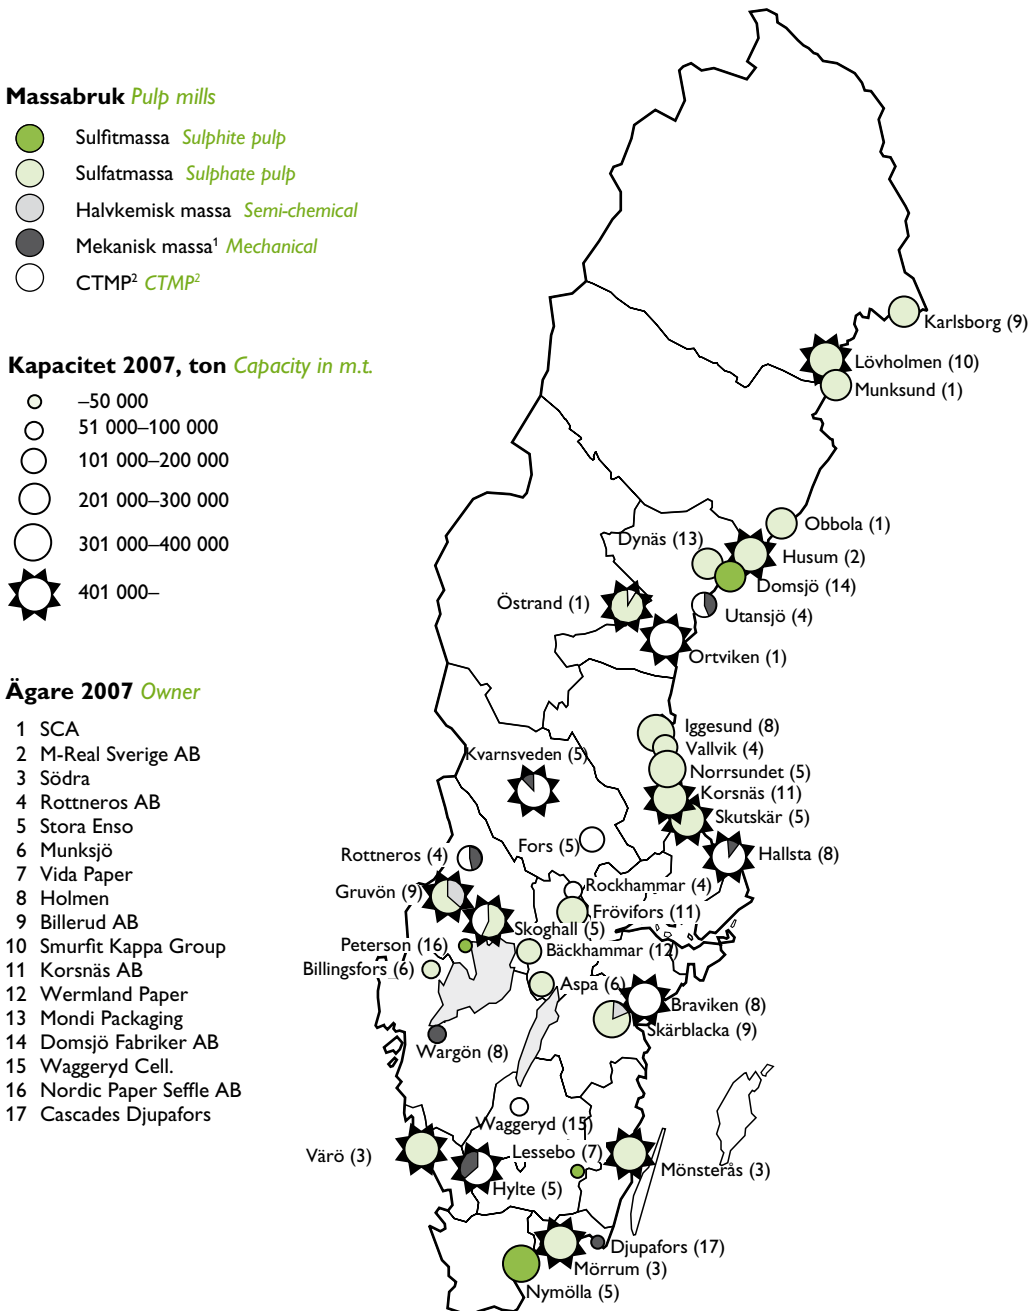 Massabruk Pulp mills
Sulfitmassa Sulphite pulp
Sulfatmassa Sulphate pulp
Halvkemisk massa Semi-chemical
Mekanisk massa¹ Mechanical
CTMP² CTMP²
Kapacitet 2007, ton Capacity in m.t.
–50 000
51 000–100 000
101 000–200 000
201 000–300 000
301 000–400 000
401 000–
Ägare 2007 Owner
1 SCA
2 M-Real Sverige AB
3 Södra
4 Rottneros AB
5 Stora Enso
6 Munksjö
7 Vida Paper
8 Holmen
9 Billerud AB
10 Smurfit Kappa Group
11 Korsnäs AB
12 Wermland Paper
13 Mondi Packaging
14 Domsjö Fabriker AB
15 Waggeryd Cell.
16 Nordic Paper Seffle AB
17 Cascades Djupafors
Karlsborg (9)
Lövholmen (10)
Munksund (1)
Obbola (1)
Dynäs (13)
Husum (2)
Domsjö (14)
Östrand (1)
Utansjö (4)
Ortviken (1)
Iggesund (8)
Vallvik (4)
Kvarnsveden (5)
Norrsundet (5)
Korsnäs (11)
Skutskär (5)
Fors (5)
Hallsta (8)
Rottneros (4)
Rockhammar (4)
Gruvön (9)
Frövifors (11)
Skoghall (5)
Peterson (16)
Bäckhammar (12)
Billingsfors (6)
Aspa (6)
Braviken (8)
Skärblacka (9)
Wargön (8)
Waggeryd (15)
Lessebo (7)
Värö (3)
Mönsterås (3)
Hylte (5)
Djupafors (17)
Mörrum (3)
Nymölla (5)